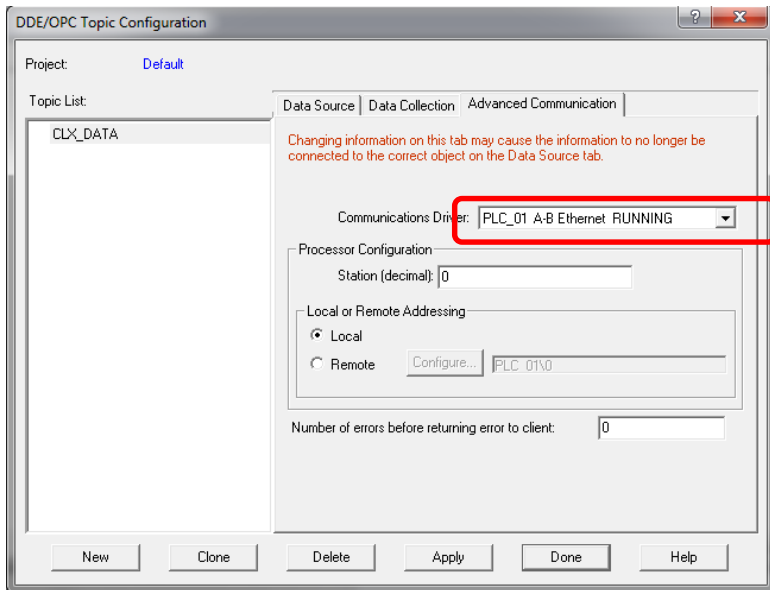 DDE/OPC Topic Configuration
Project: Default
Topic List:
CLX_DATA
Data Source
Data Collection
Advanced Communication
Changing information on this tab may cause the information to no longer be
connected to the correct object on the Data Source tab.
Communications Driver: PLC_01 A-B Ethernet RUNNING
Processor Configuration
Station (decimal): 0
Local or Remote Addressing
Local
Remote Configure... PLC_01\0
Number of errors before returning error to client: 0
New Clone Delete Apply Done Help